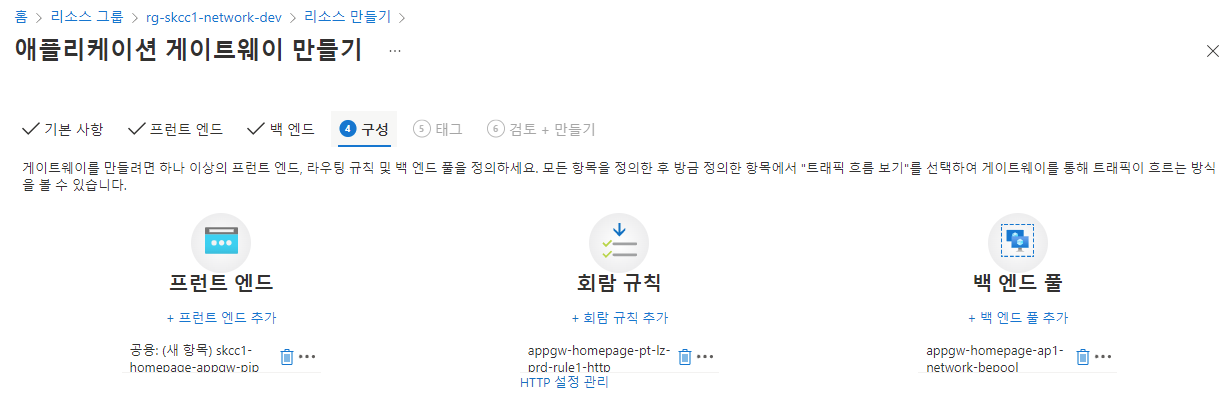 홈 > 리소스 그룹 > rg-skcc1-network-dev > 리소스 만들기 >
애플리케이션 게이트웨이 만들기 ...
기본 사항 프런트 엔드 백 엔드 4 구성 5 태그 6 검토 + 만들기
게이트웨이를 만들려면 하나 이상의 프런트 엔드, 라우팅 규칙 및 백 엔드 풀을 정의하세요. 모든 항목을 정의한 후 방금 정의한 항목에서 "트래픽 흐름 보기"를 선택하여 게이트웨이를 통해 트래픽이 흐르는 방식
을 볼 수 있습니다.
프런트 엔드
+ 프런트 엔드 추가
공용: (새 항목) skcc1-
homepage-appgw-pip
회람 규칙
+ 회람 규칙 추가
appgw-homepage-pt-lz-
prd-rule1-http
HTTP 설정 관리
백 엔드 풀
+ 백 엔드 풀 추가
appgw-homepage-ap1-
network-bepool